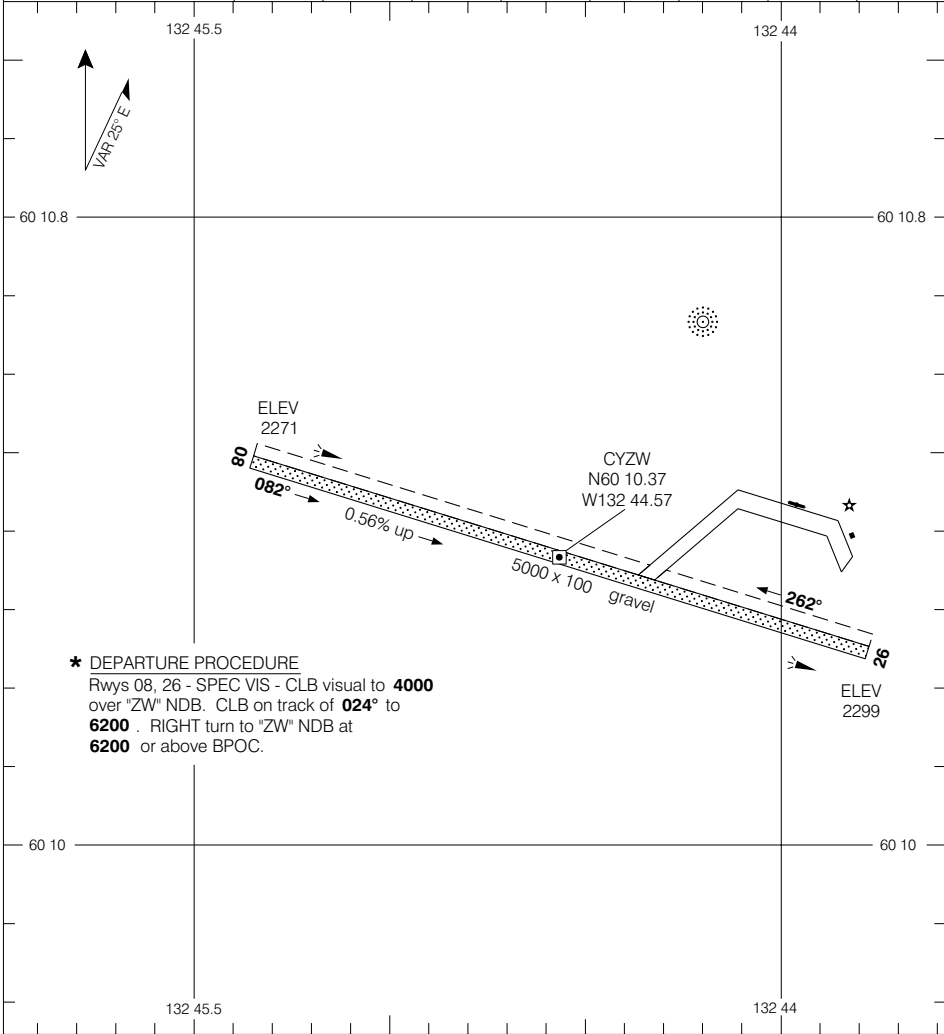 132 45.5
132 44
VAR 25° E
60 10.8
60 10.8
ELEV
2271
08
082°
0.56% up
CYZW
N60 10.37
W132 44.57
5000 x 100 gravel
262°
26
ELEV
2299
* DEPARTURE PROCEDURE
Rwys 08, 26 - SPEC VIS - CLB visual to 4000
over "ZW" NDB. CLB on track of 024° to
6200 . RIGHT turn to "ZW" NDB at
6200 or above BPOC.
60 10
60 10
132 45.5
132 44